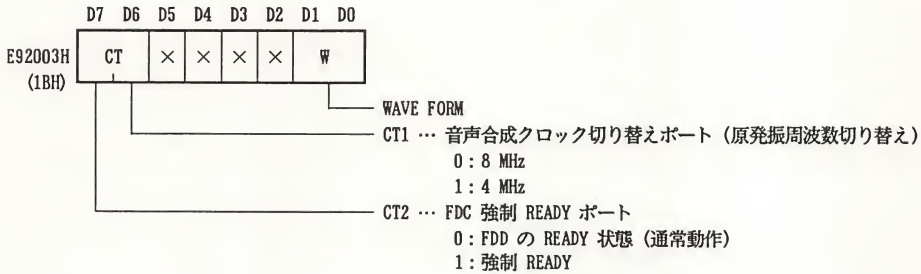 D7 D6 D5 D4 D3 D2 D1 D0
E92003H CT × × × × W
(1BH)
WAVE FORM
CT1 … 音声合成クロック切り替えポート (原発振周波数切り替え)
0 : 8 MHz
1 : 4 MHz
CT2 … FDC 強制 READY ポート
0 : FDD の READY 状態 (通常動作)
1 : 強制 READY